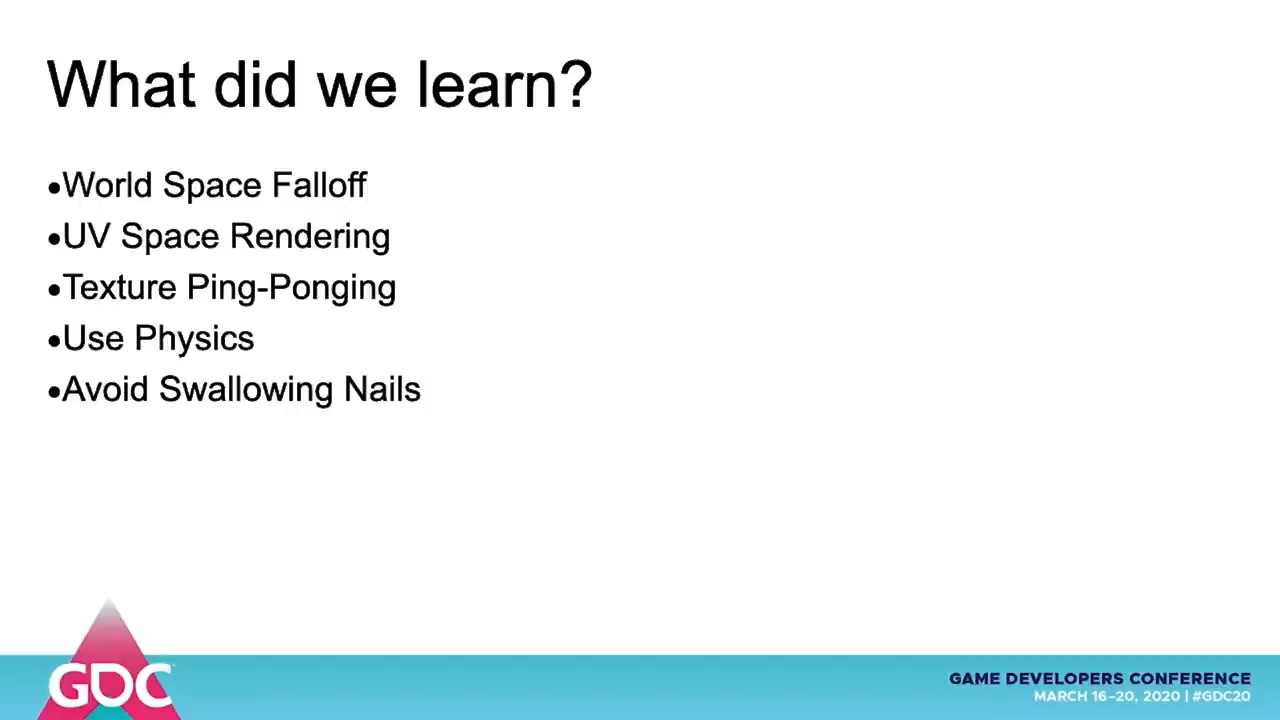 What did we learn?
•World Space Falloff
•UV Space Rendering
•Texture Ping-Ponging
•Use Physics
•Avoid Swallowing Nails
GDC
GAME DEVELOPERS CONFERENCE
MARCH 16–20, 2020 | #GDC20